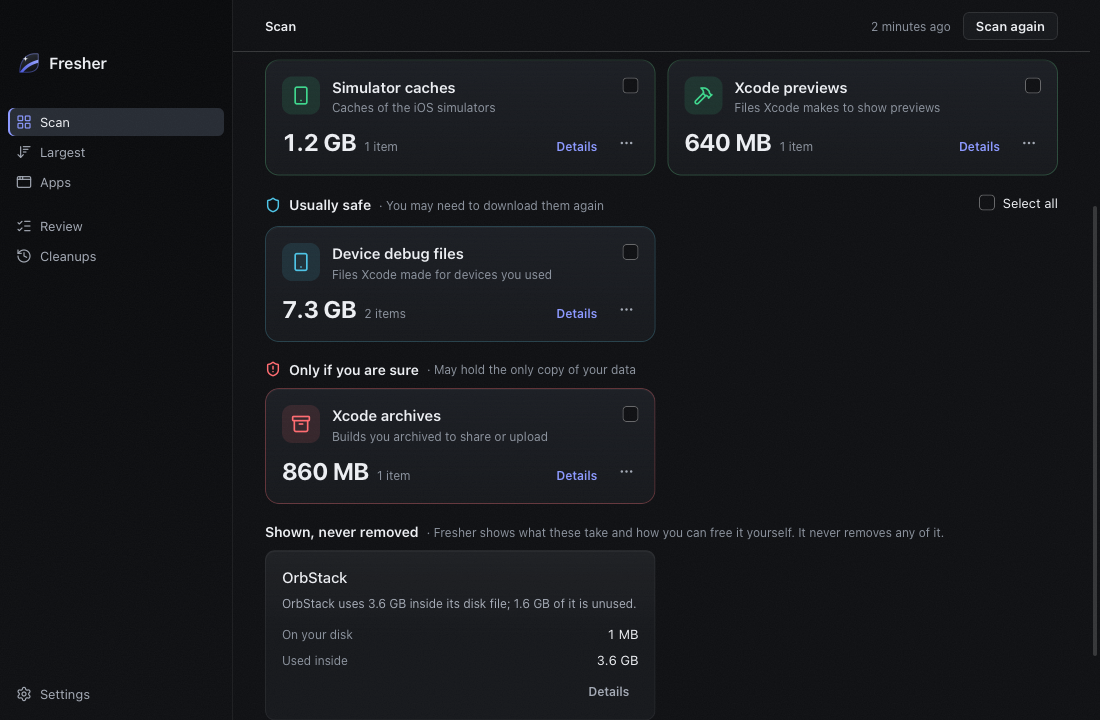 Fresher
Scan
Largest
Apps
Review
Cleanups
Settings
Scan
2 minutes ago
Scan again
Simulator caches
Caches of the iOS simulators
1.2 GB 1 item
Details
Xcode previews
Files Xcode makes to show previews
640 MB 1 item
Details
Usually safe · You may need to download them again
Select all
Device debug files
Files Xcode made for devices you used
7.3 GB 2 items
Details
Only if you are sure · May hold the only copy of your data
Xcode archives
Builds you archived to share or upload
860 MB 1 item
Details
Shown, never removed · Fresher shows what these take and how you can free it yourself. It never removes any of it.
OrbStack
OrbStack uses 3.6 GB inside its disk file; 1.6 GB of it is unused.
On your disk 1 MB
Used inside 3.6 GB
Details